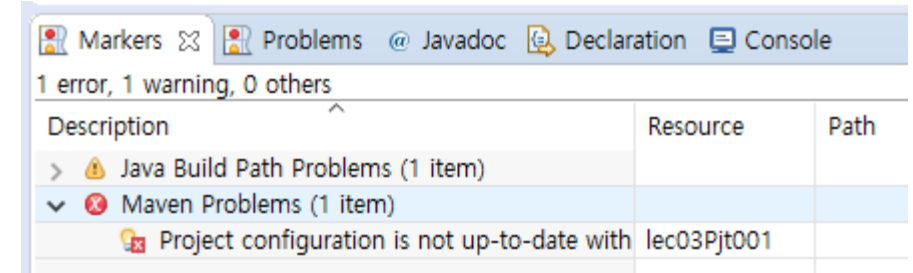 Markers Problems @ Javadoc Declaration Console
1 error, 1 warning, 0 others
Description Resource Path
Java Build Path Problems (1 item)
Maven Problems (1 item)
Project configuration is not up-to-date with lec03Pjt001